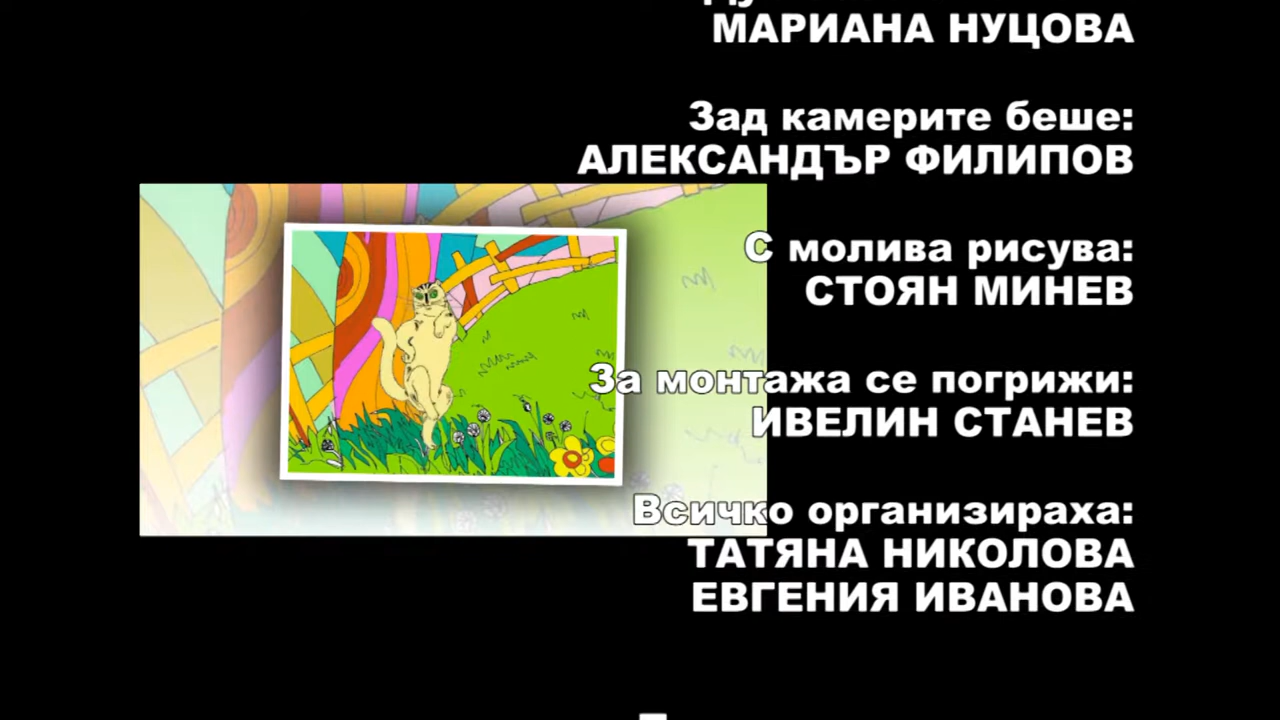 МАРИАНА НУЦОВА
Зад камерите беше:
АЛЕКСАНДЪР ФИЛИПОВ
С молива рисува:
СТОЯН МИНЕВ
За монтажа се погрижи:
ИВЕЛИН СТАНЕВ
Всичко организираха:
ТАТЯНА НИКОЛОВА
ЕВГЕНИЯ ИВАНОВА